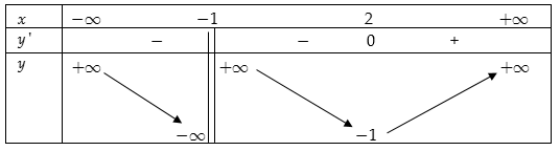 x −∞ −1 2 +∞
y' − − 0 +
y +∞ +∞ +∞
−∞ −1